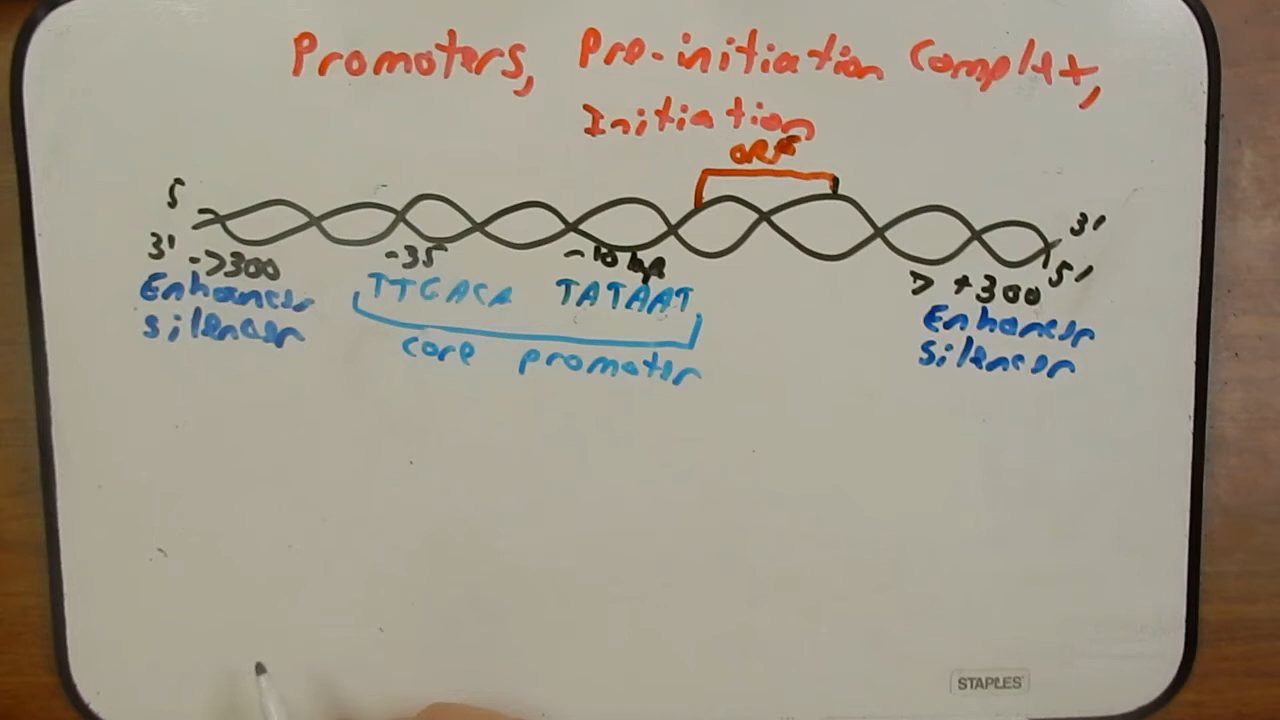 Promoters, Pre-initiation Complex,
Initiation
ORF
5 3'
3' ->300 -35 -10 bp > +300 5'
Enhancer TTGACA TATAAT Enhancer
silencer core promoter silencer
STAPLES